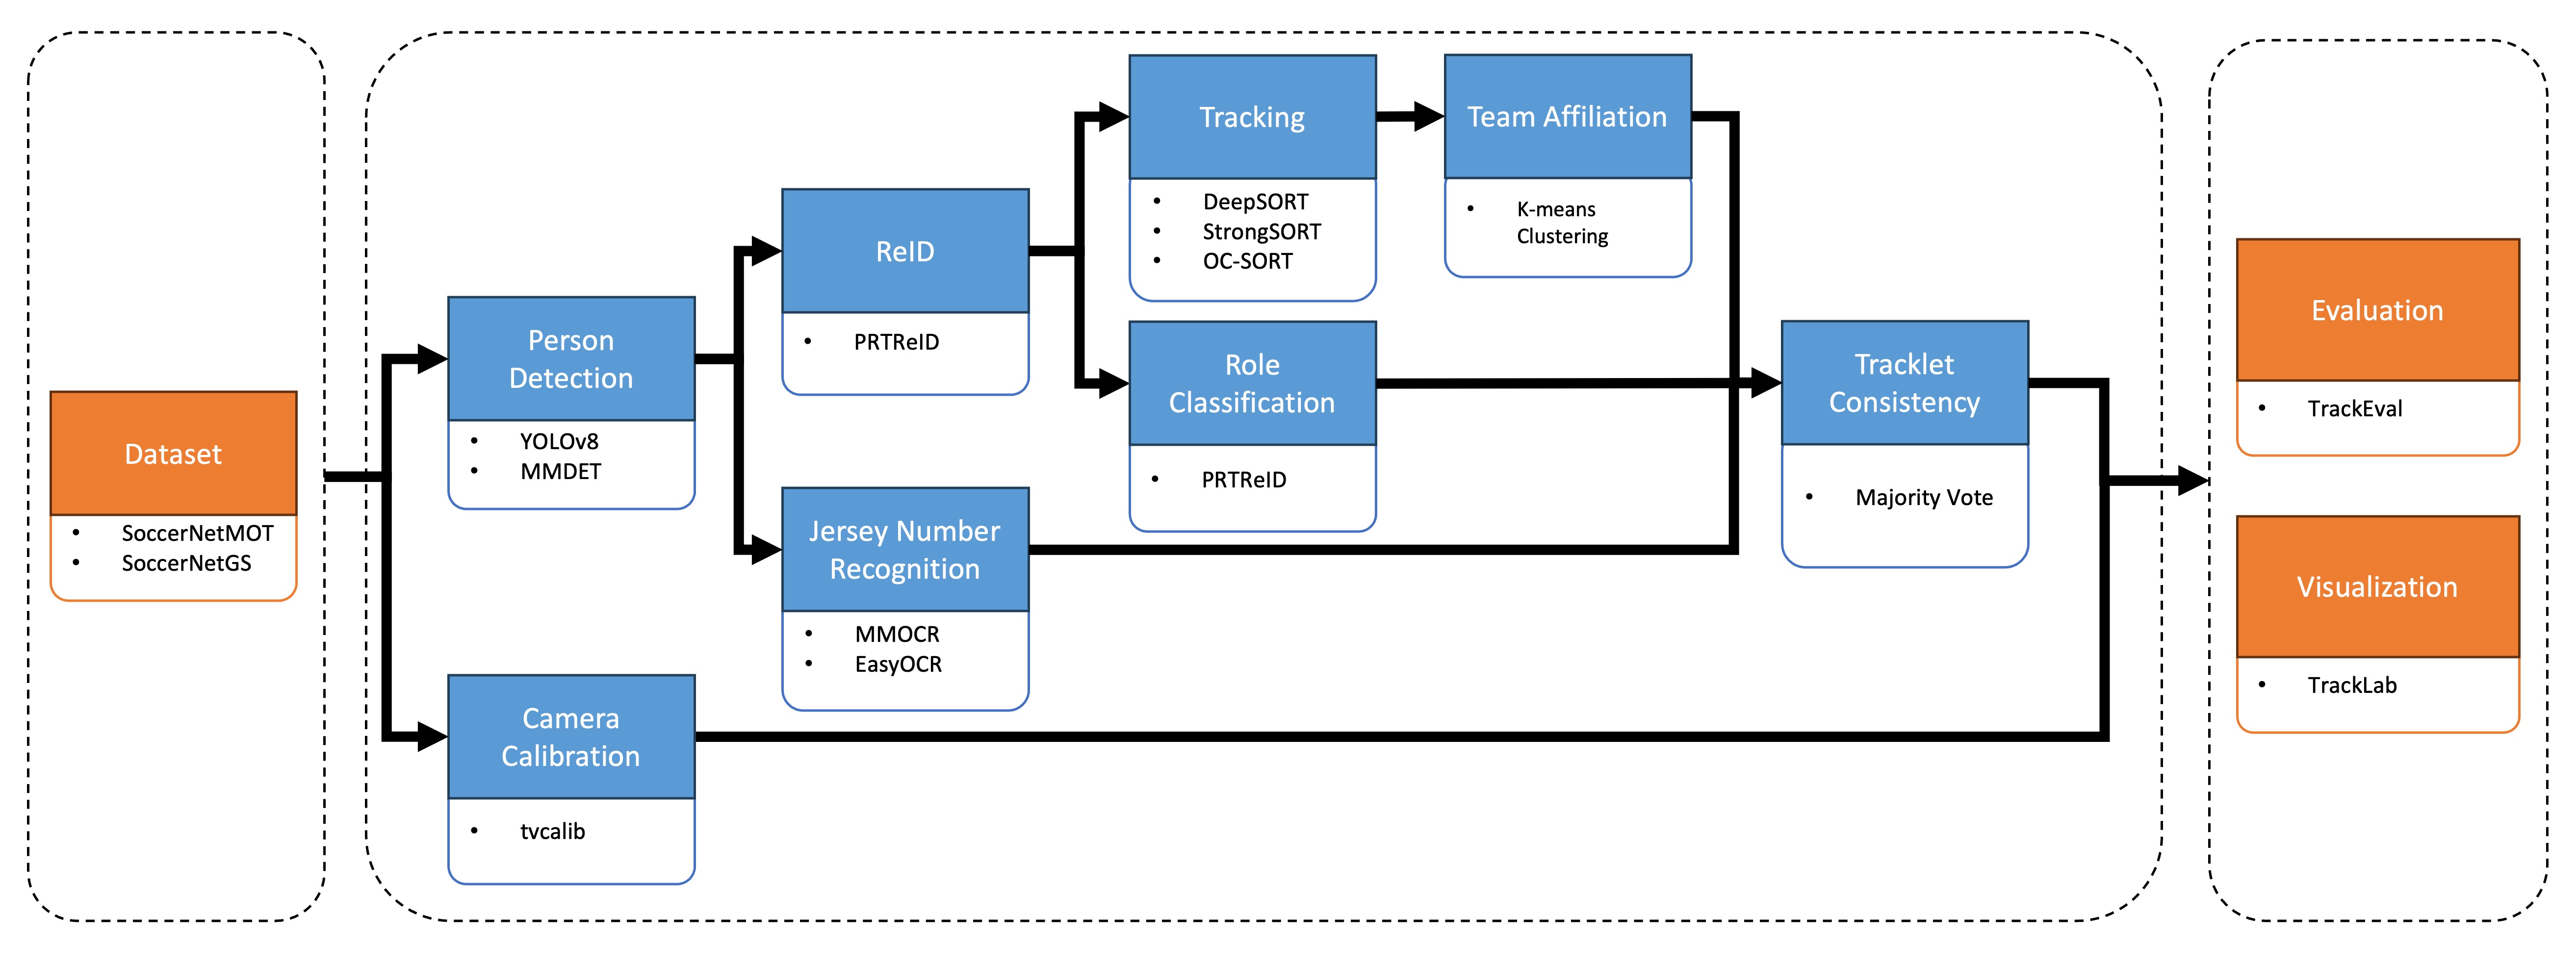 Dataset
• SoccerNetMOT
• SoccerNetGS
Person
Detection
• YOLOv8
• MMDET
Camera
Calibration
• tvcalib
ReID
• PRTReID
Jersey Number
Recognition
• MMOCR
• EasyOCR
Tracking
• DeepSORT
• StrongSORT
• OC-SORT
Role
Classification
• PRTReID
Team Affiliation
• K-means
Clustering
Tracklet
Consistency
• Majority Vote
Evaluation
• TrackEval
Visualization
• TrackLab